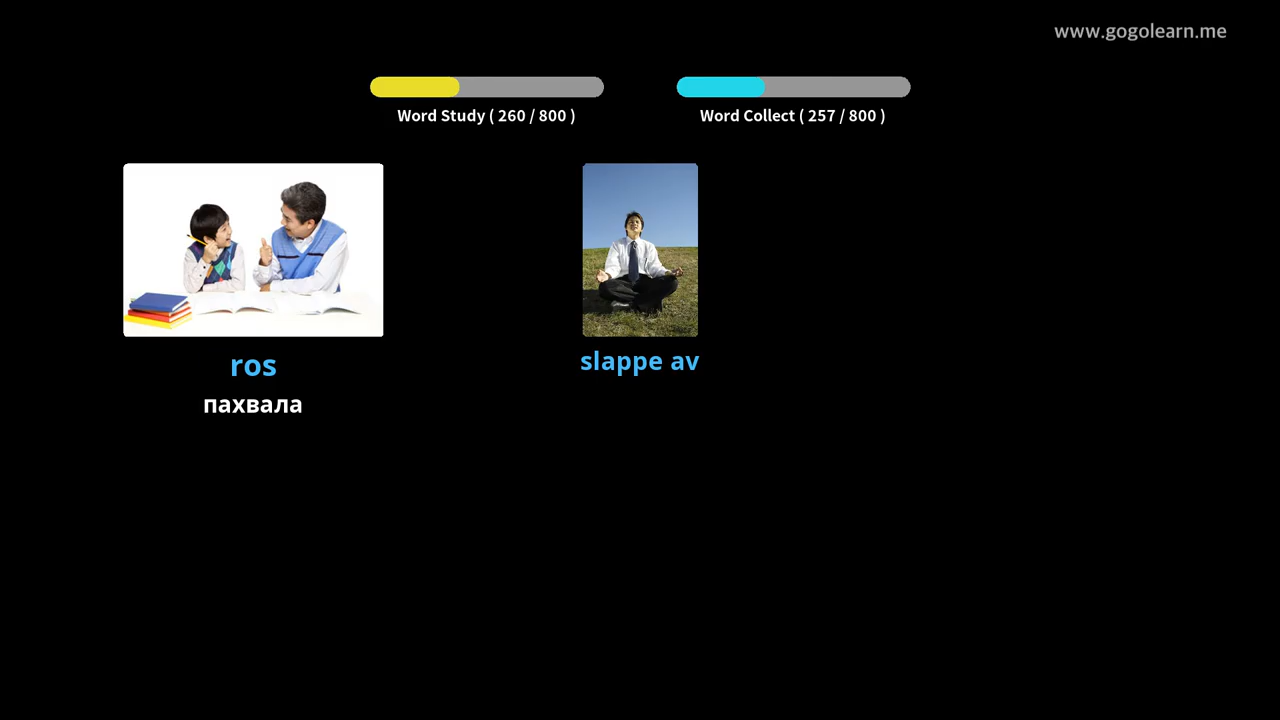 www.gogolearn.me
Word Study ( 260 / 800 )
Word Collect ( 257 / 800 )
ros
пахвала
slappe av